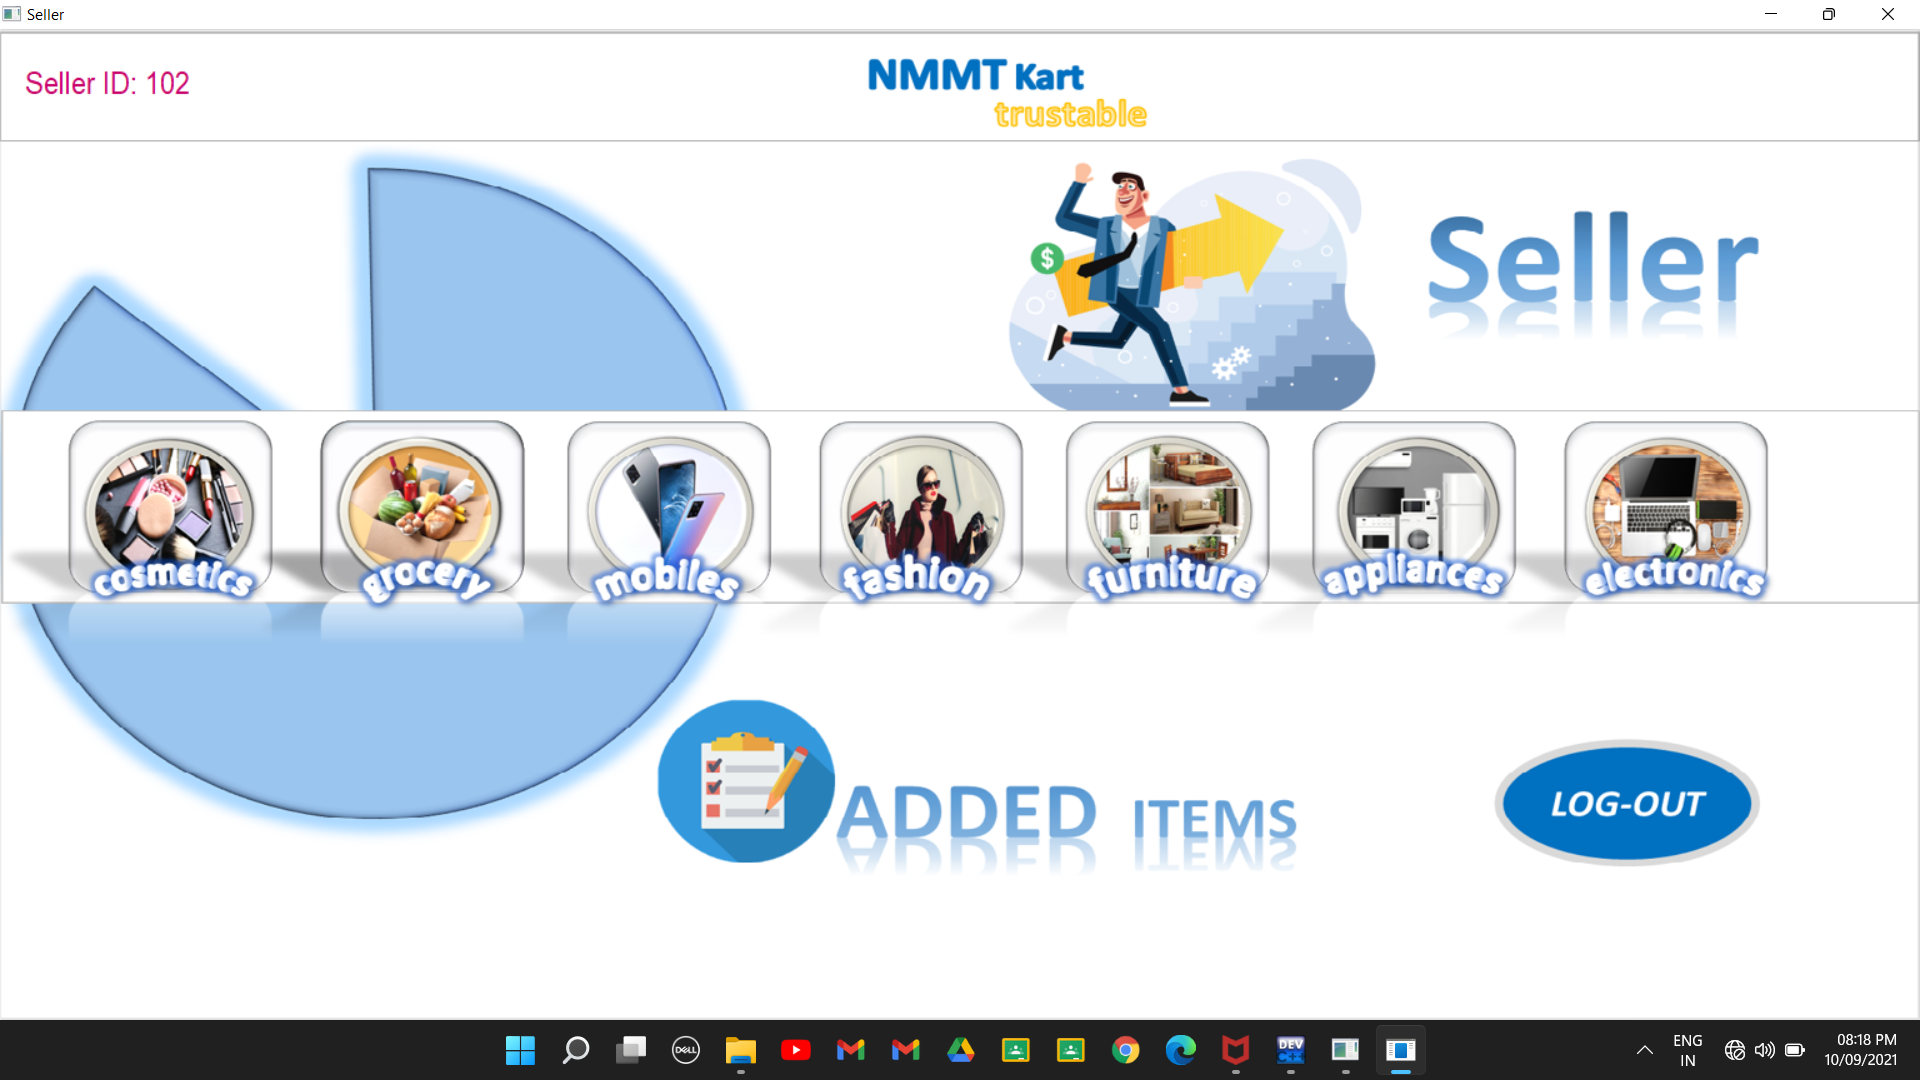 Seller
Seller ID: 102
NMMT Kart
trustable
$
Seller
cosmetics
grocery
mobiles
fashion
furniture
appliances
electronics
ADDED ITEMS
LOG-OUT
DELL
DEV
C++
ENG
IN
08:18 PM
10/09/2021